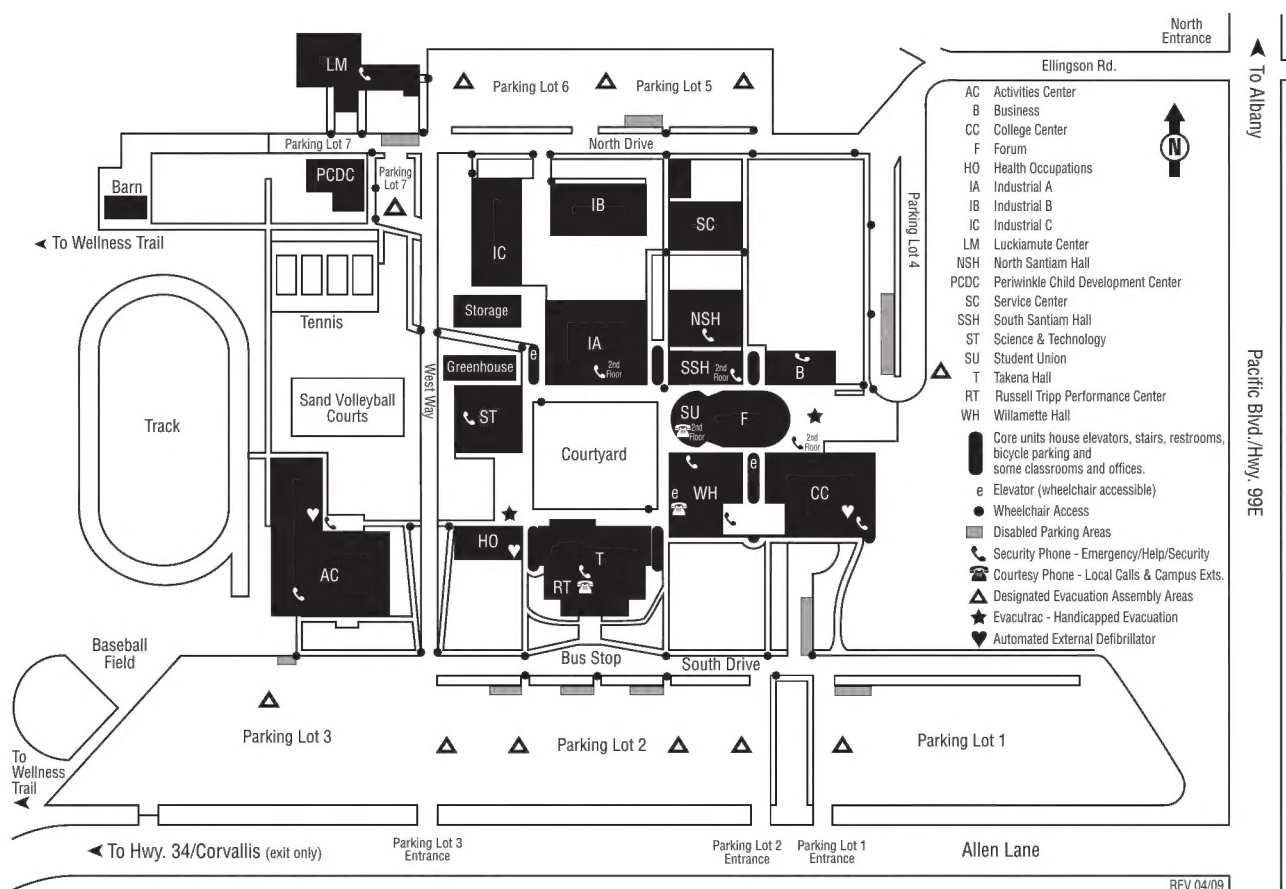 North
Entrance
To Albany
Ellingson Rd.
LM
Parking Lot 6
Parking Lot 5
AC Activities Center
B Business
CC College Center
F Forum
HO Health Occupations
IA Industrial A
IB Industrial B
IC Industrial C
LM Luckiamute Center
NSH North Santiam Hall
PCDC Periwinkle Child Development Center
SC Service Center
SSH South Santiam Hall
ST Science & Technology
SU Student Union
T Takena Hall
RT Russell Tripp Performance Center
WH Willamette Hall
Core units house elevators, stairs, restrooms,
bicycle parking and
some classrooms and offices.
e Elevator (wheelchair accessible)
Wheelchair Access
Disabled Parking Areas
Security Phone - Emergency/Help/Security
Courtesy Phone - Local Calls & Campus Exts.
Designated Evacuation Assembly Areas
Evacutrac - Handicapped Evacuation
Automated External Defibrillator
N
Pacific Blvd./Hwy. 99E
Parking Lot 7
North Drive
PCDC
Parking
Lot 7
Barn
To Wellness Trail
IB
IC
SC
Parking Lot 4
Tennis
Storage
IA
2nd
Floor
NSH
e
Greenhouse
SSH
2nd
Floor
B
West Way
Sand Volleyball
Courts
Track
ST
SU
2nd
Floor
F
2nd
Floor
Courtyard
e
WH
e
CC
HO
T
RT
AC
Baseball
Field
Bus Stop
South Drive
Parking Lot 3
Parking Lot 2
Parking Lot 1
To
Wellness
Trail
To Hwy. 34/Corvallis (exit only)
Parking Lot 3
Entrance
Parking Lot 2
Entrance
Parking Lot 1
Entrance
Allen Lane
REV 04/09